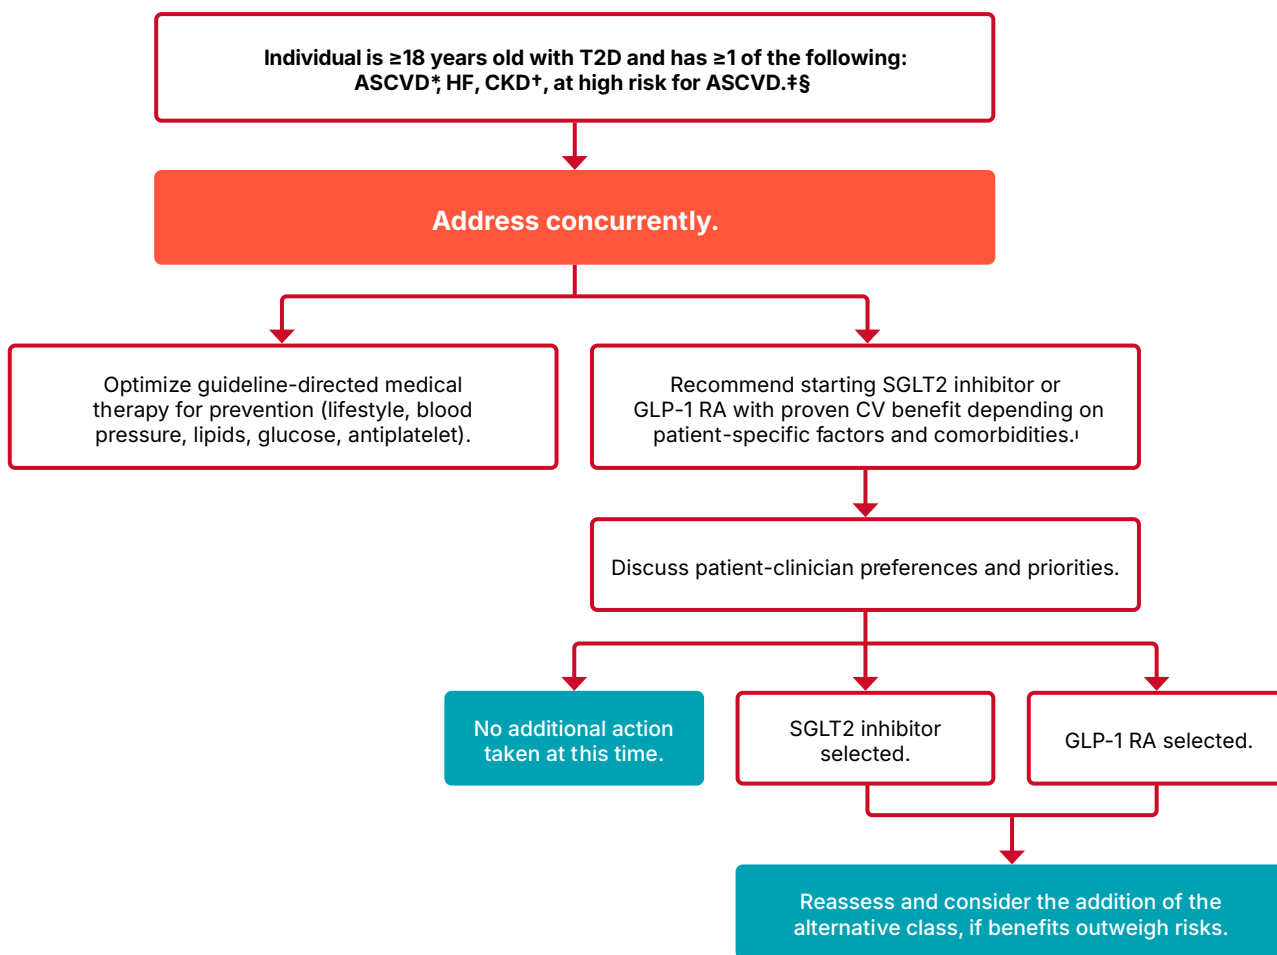 Individual is ≥18 years old with T2D and has ≥1 of the following:
ASCVD*, HF, CKD†, at high risk for ASCVD.‡§
Address concurrently.
Optimize guideline-directed medical
therapy for prevention (lifestyle, blood
pressure, lipids, glucose, antiplatelet).
Recommend starting SGLT2 inhibitor or
GLP-1 RA with proven CV benefit depending on
patient-specific factors and comorbidities.ı
Discuss patient-clinician preferences and priorities.
No additional action
taken at this time.
SGLT2 inhibitor
selected.
GLP-1 RA selected.
Reassess and consider the addition of the
alternative class, if benefits outweigh risks.